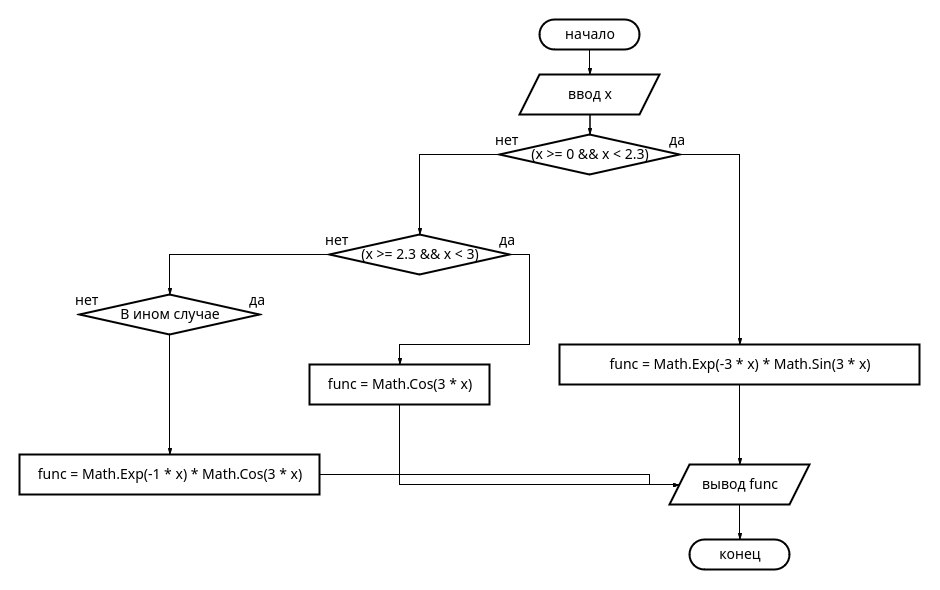 начало
ввод x
нет
да
(x >= 0 && x < 2.3)
нет
да
(x >= 2.3 && x < 3)
нет
да
В ином случае
func = Math.Exp(-3 * x) * Math.Sin(3 * x)
func = Math.Cos(3 * x)
func = Math.Exp(-1 * x) * Math.Cos(3 * x)
вывод func
конец